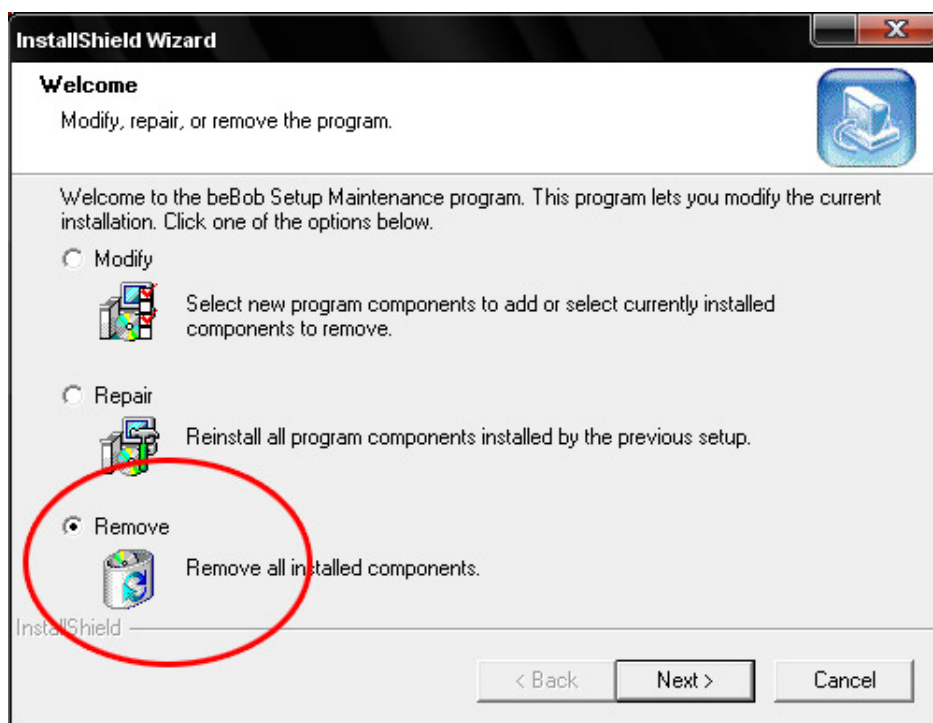 InstallShield Wizard
Welcome
Modify, repair, or remove the program.
Welcome to the beBob Setup Maintenance program. This program lets you modify the current
installation. Click one of the options below.
Modify
Select new program components to add or select currently installed
components to remove.
Repair
Reinstall all program components installed by the previous setup.
Remove
Remove all installed components.
InstallShield
< Back
Next >
Cancel